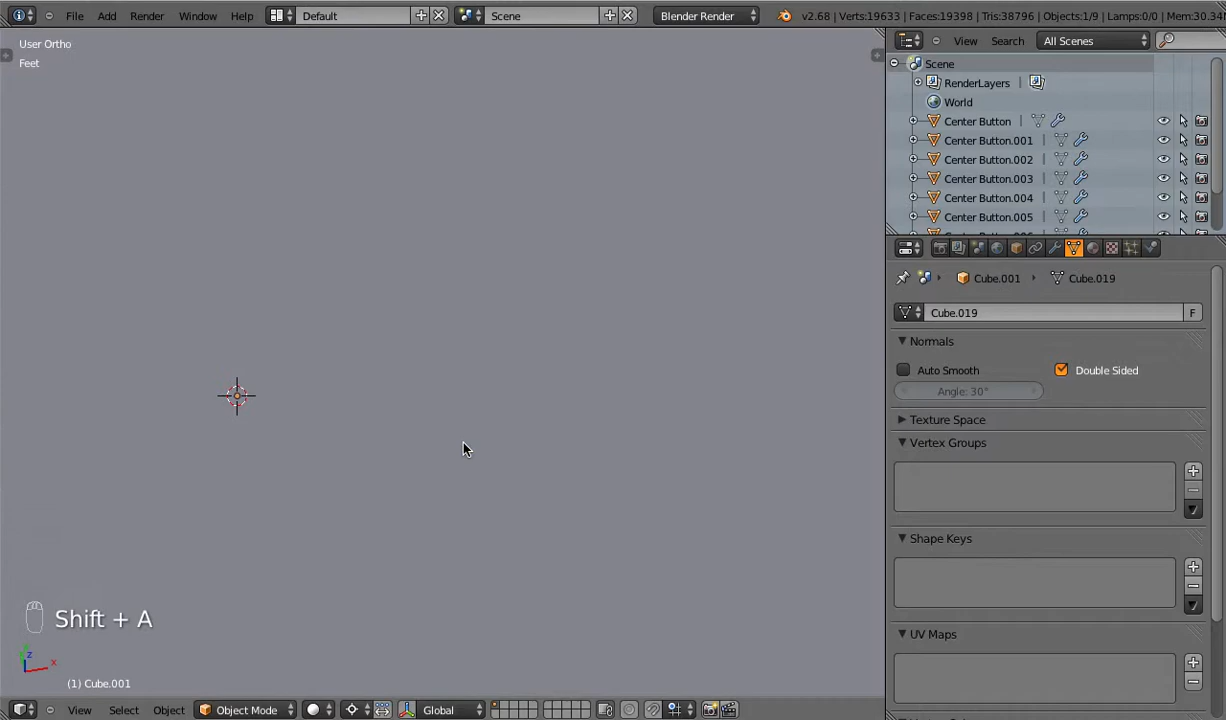 File Add Render Window Help Default Scene Blender Render v2.68 | Verts:19633 | Faces:19398 | Tris:38796 | Objects:1/9 | Lamps:0/0 | Mem:30.34
User Ortho
Feet
View Search All Scenes
Scene
RenderLayers |
World
Center Button |
Center Button.001 |
Center Button.002 |
Center Button.003 |
Center Button.004 |
Center Button.005 |
Cube.001 Cube.019
Cube.019 F
Normals
Auto Smooth Double Sided
Angle: 30°
Texture Space
Vertex Groups
Shape Keys
UV Maps
Shift + A
z
x
(1) Cube.001
View Select Object Object Mode Global